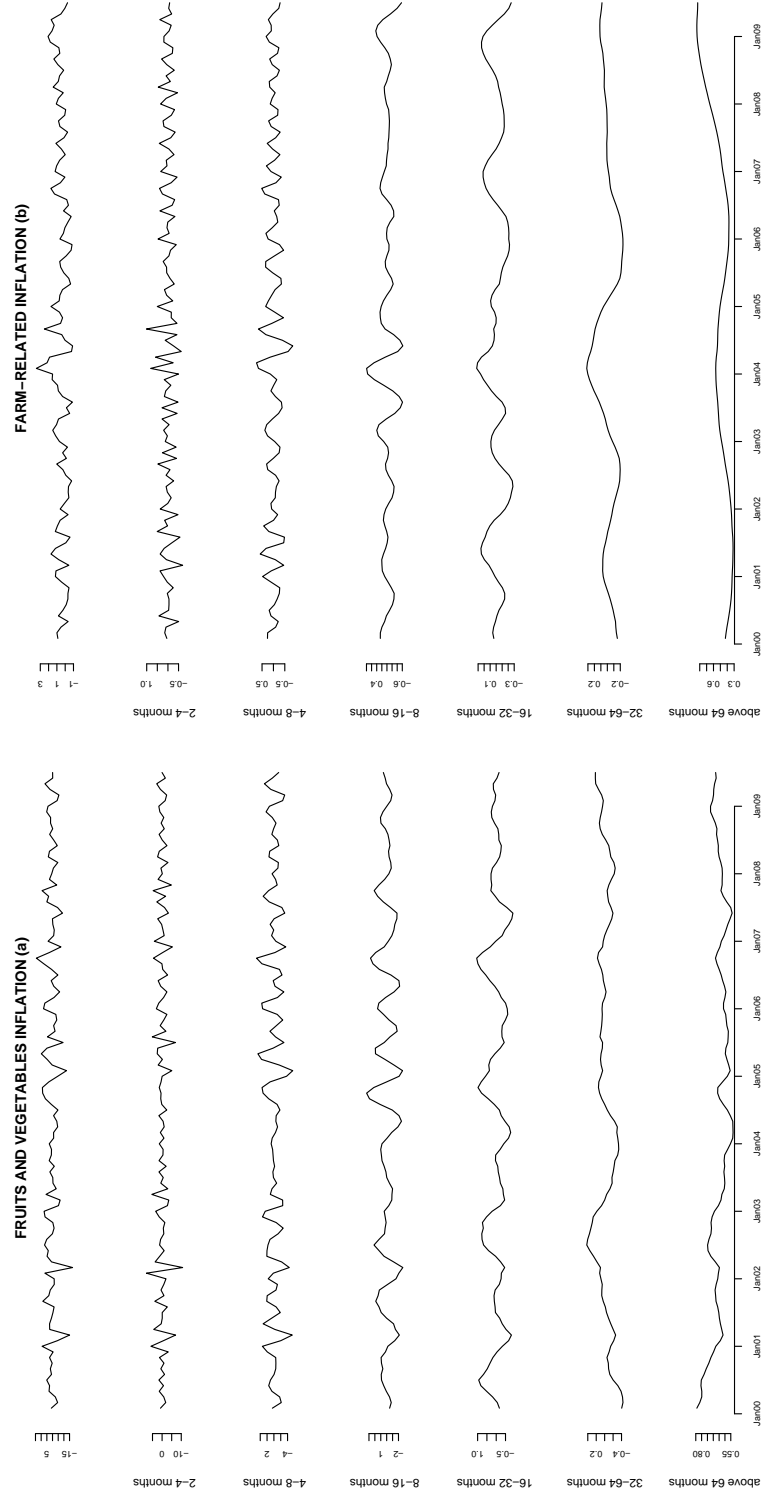 FRUITS AND VEGETABLES INFLATION (a)
5
−15
2−4 months
0
−10
4−8 months
2
−4
8−16 months
1
−2
16−32 months
1.0
−0.5
32−64 months
0.2
−0.4
above 64 months
0.80
0.55
Jan00 Jan01 Jan02 Jan03 Jan04 Jan05 Jan06 Jan07 Jan08 Jan09
FARM−RELATED INFLATION (b)
3
1
−1
2−4 months
1.0
−0.5
4−8 months
0.5
−0.5
8−16 months
0.4
−0.6
16−32 months
0.1
−0.3
32−64 months
0.2
−0.2
above 64 months
0.6
0.3
Jan00 Jan01 Jan02 Jan03 Jan04 Jan05 Jan06 Jan07 Jan08 Jan09